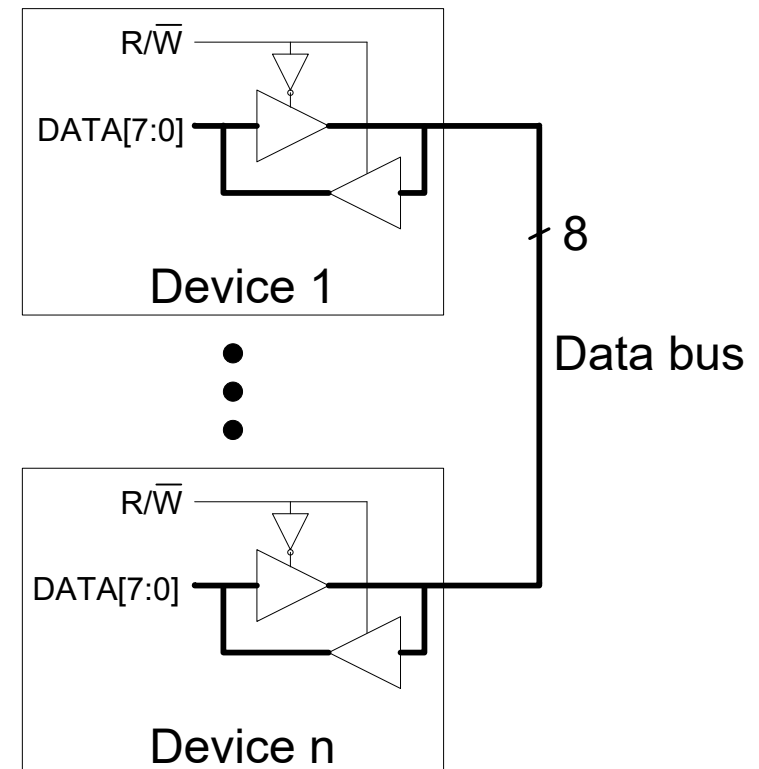 R/W̅
DATA[7:0]
Device 1
8
Data bus
R/W̅
DATA[7:0]
Device n